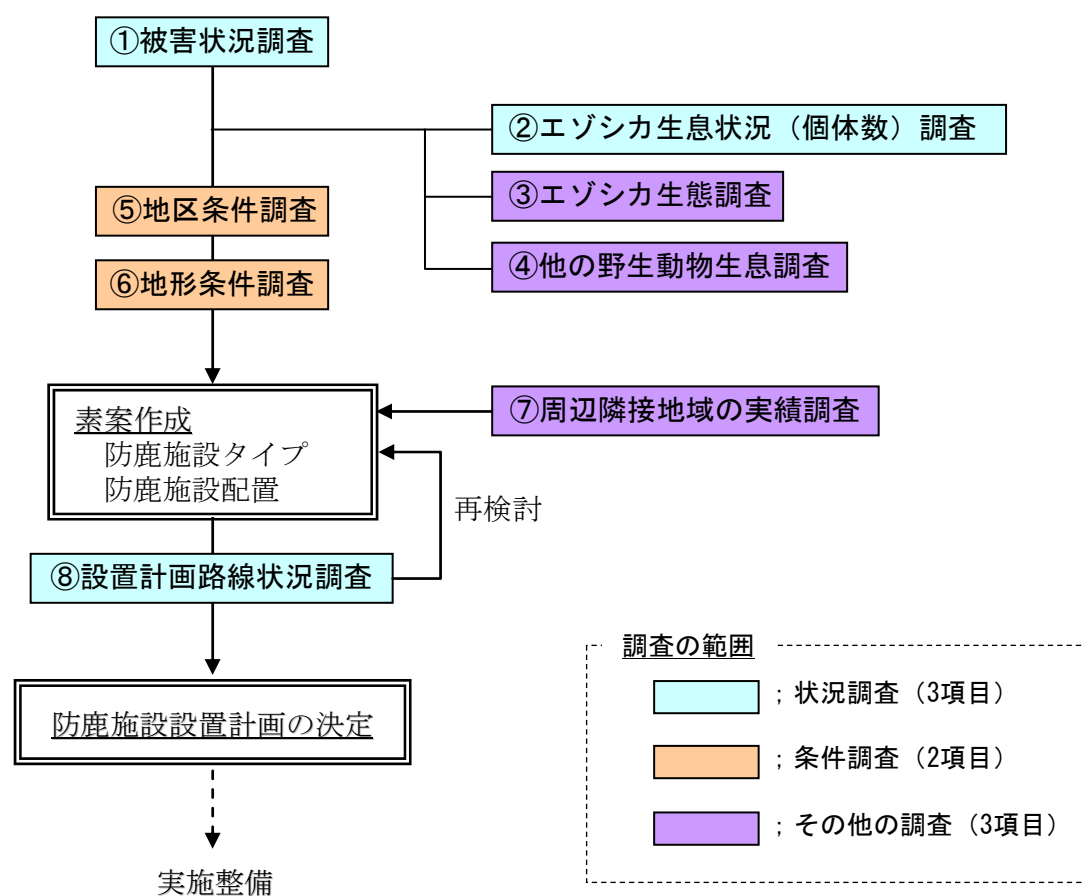 ①被害状況調査
②エゾシカ生息状況（個体数）調査
③エゾシカ生態調査
⑤地区条件調査
④他の野生動物生息調査
⑥地形条件調査
素案作成
防鹿施設タイプ
防鹿施設配置
⑦周辺隣接地域の実績調査
再検討
⑧設置計画路線状況調査
防鹿施設設置計画の決定
実施整備
調査の範囲
；状況調査（3項目）
；条件調査（2項目）
；その他の調査（3項目）